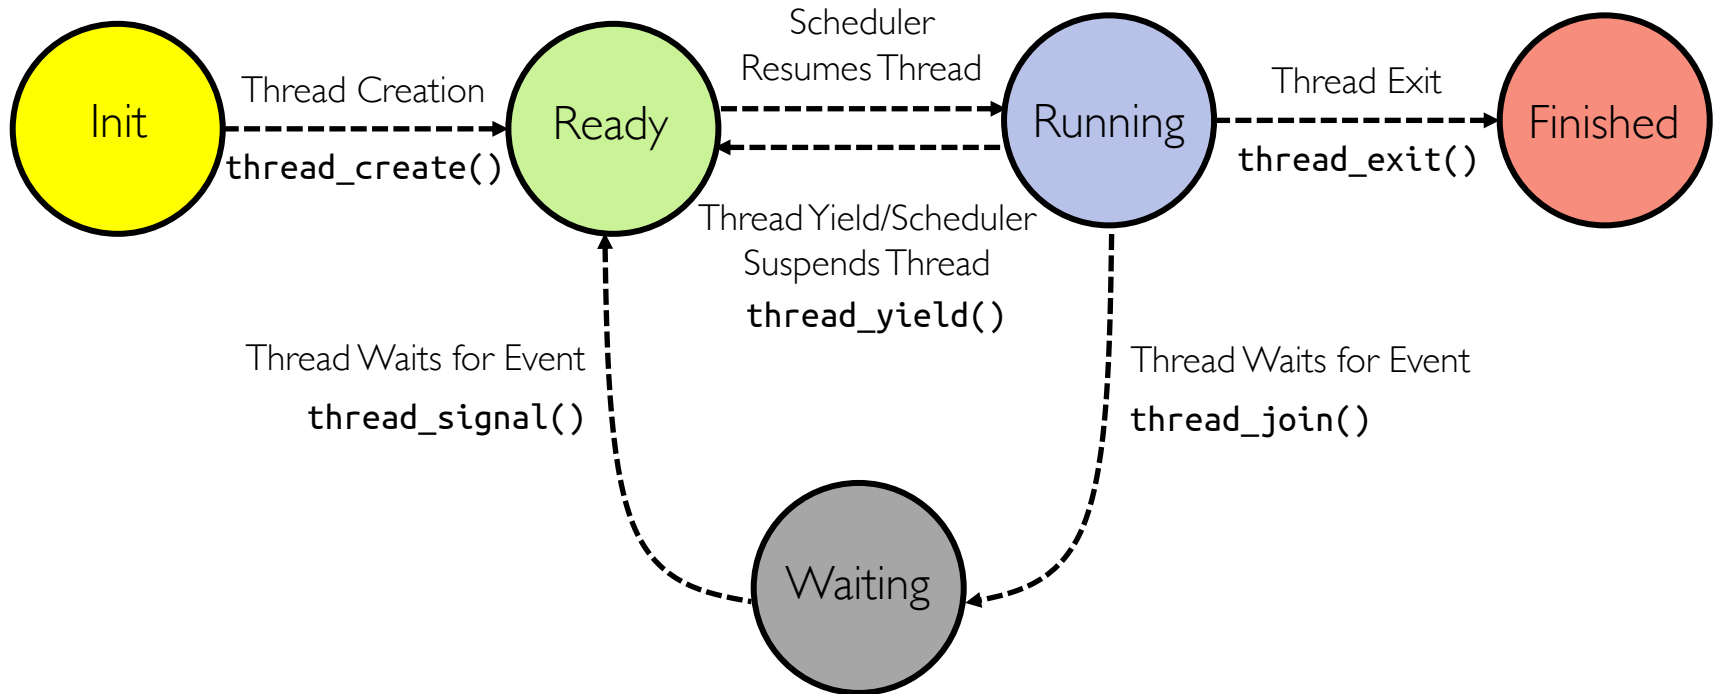 Init
Thread Creation
thread_create()
Ready
Scheduler
Resumes Thread
Thread Yield/Scheduler
Suspends Thread
thread_yield()
Running
Thread Exit
thread_exit()
Finished
Thread Waits for Event
thread_signal()
Thread Waits for Event
thread_join()
Waiting